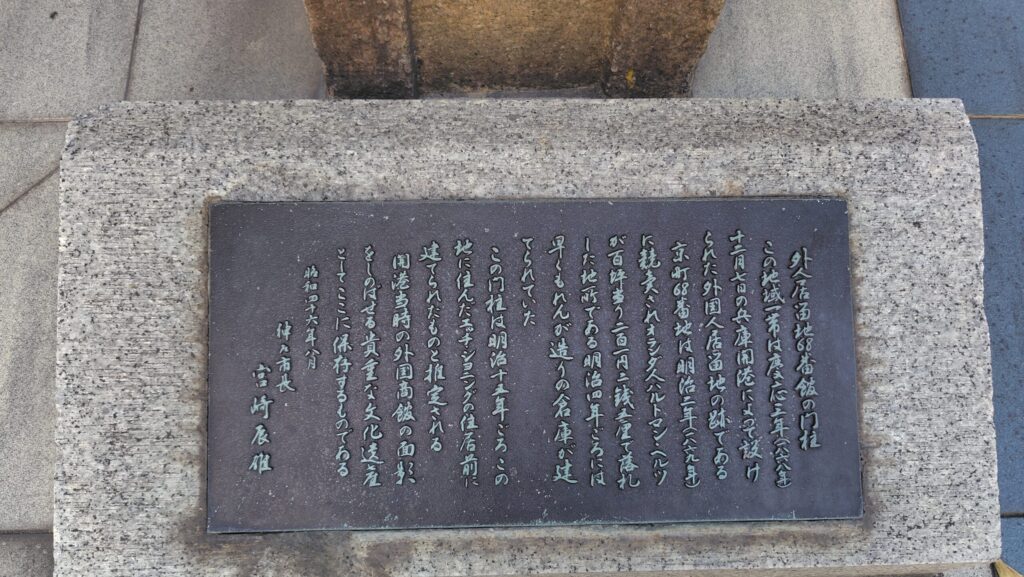 外人居留地68番館の門柱
この地域一帯は慶応三年(一八六八年)
十二月七日の兵庫開港によって設け
られた外国人居留地の跡である
京町68番地は明治二年(一八六九年)
に競売されオランダ人ハルトマン ヘルツ
が百坪当り二百一円二銭五厘で落札
した地所である明治四年ごろには
早くもれんが造りの倉庫が建
てられていた
この門柱は明治十五年ごろこの
地に住んだエッチ ジョニングの住居前に
建てられたものと推定される
開港当時の外国商館の面影
をしのばせる貴重な文化遺産
としてここに保存するものである
昭和四十六年八月
神戸市長
宮崎辰雄